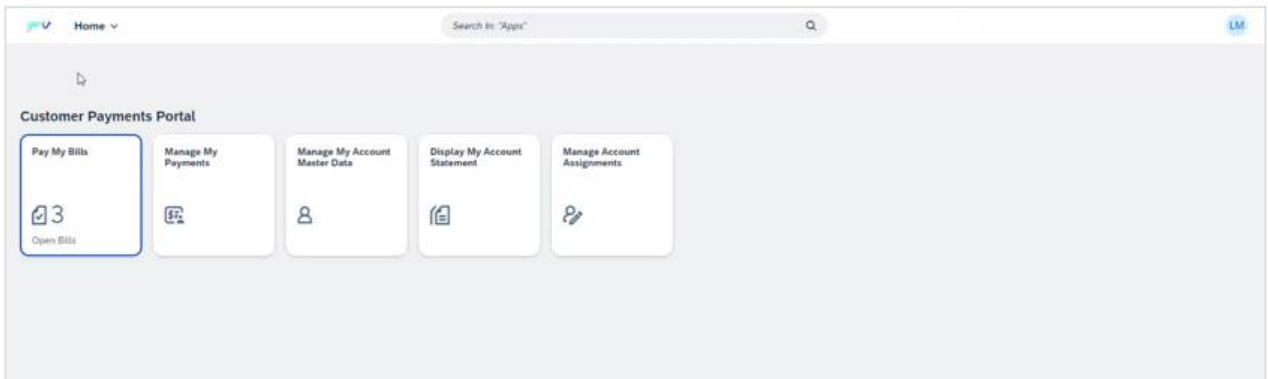 Home
Search In: "Apps"
LM
Customer Payments Portal
Pay My Bills
3
Open Bills
Manage My
Payments
Manage My Account
Master Data
Display My Account
Statement
Manage Account
Assignments